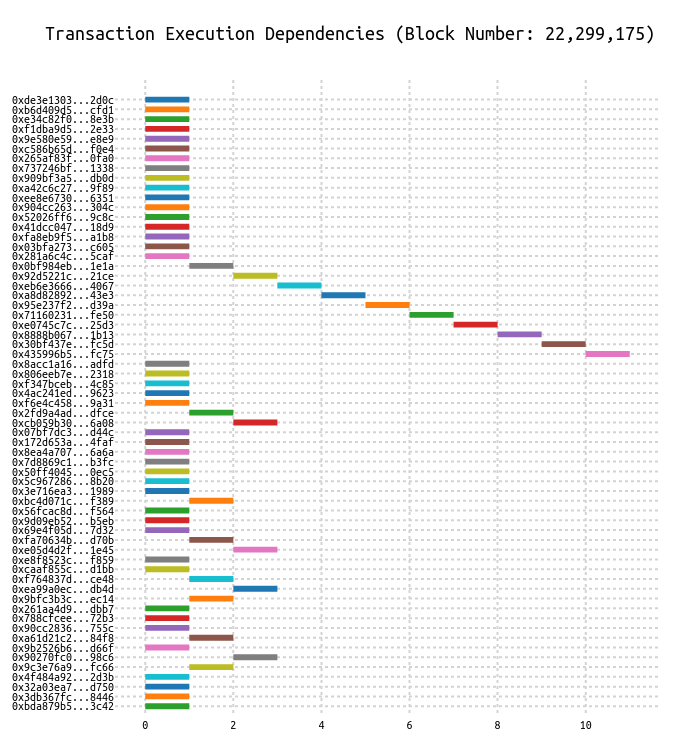 Transaction Execution Dependencies (Block Number: 22,299,175)
0xde3e1303...2d0c
0xb6d409d5...cfd1
0xe34c82f0...8e3b
0xf1dba9d5...2e33
0x9e580e59...e8e9
0xc586b65d...f0e4
0x265af83f...0fa0
0x737246bf...1338
0x909bf3a5...db0d
0xa42c6c27...9f89
0xee8e6730...6351
0x904cc263...304c
0x52026ff6...9c8c
0x41dcc047...18d9
0xfa8eb9f5...a1b8
0x03bfa273...c605
0x281a6c4c...5caf
0x0bf984eb...1e1a
0x92d5221c...21ce
0xeb6e3666...4067
0xa8d82892...43e3
0x95e237f2...d39a
0x71160231...fe50
0xe0745c7c...25d3
0x8888b067...1b13
0x30bf437e...fc5d
0x435996b5...fc75
0x8acc1a16...adfd
0x806eeb7e...2318
0xf347bceb...4c85
0x4ac241ed...9623
0xf6e4c458...9a31
0x2fd9a4ad...dfce
0xcb059b30...6a08
0x07bf7dc3...d44c
0x172d653a...4faf
0x8ea4a707...6a6a
0x7d8869c1...b3fc
0x50ff4045...0ec5
0x5c967286...8b20
0x3e716ea3...1989
0xbc4d071c...f389
0x56fcac8d...f564
0x9d09eb52...b5eb
0x69e4f05d...7d32
0xfa70634b...d70b
0xe05d4d2f...1e45
0xe8f8523c...f859
0xcaaf855c...d1bb
0xf764837d...ce48
0xea99a0ec...db4d
0x9bfc3b3c...ec14
0x261aa4d9...dbb7
0x788cfcee...72b3
0x90cc2836...755c
0xa61d21c2...84f8
0x9b2526b6...d66f
0x90270fc0...98c6
0x9c3e76a9...fc66
0x4f484a92...2d3b
0x32a03ea7...d750
0x3db367fc...8446
0xbda879b5...3c42
0 2 4 6 8 10